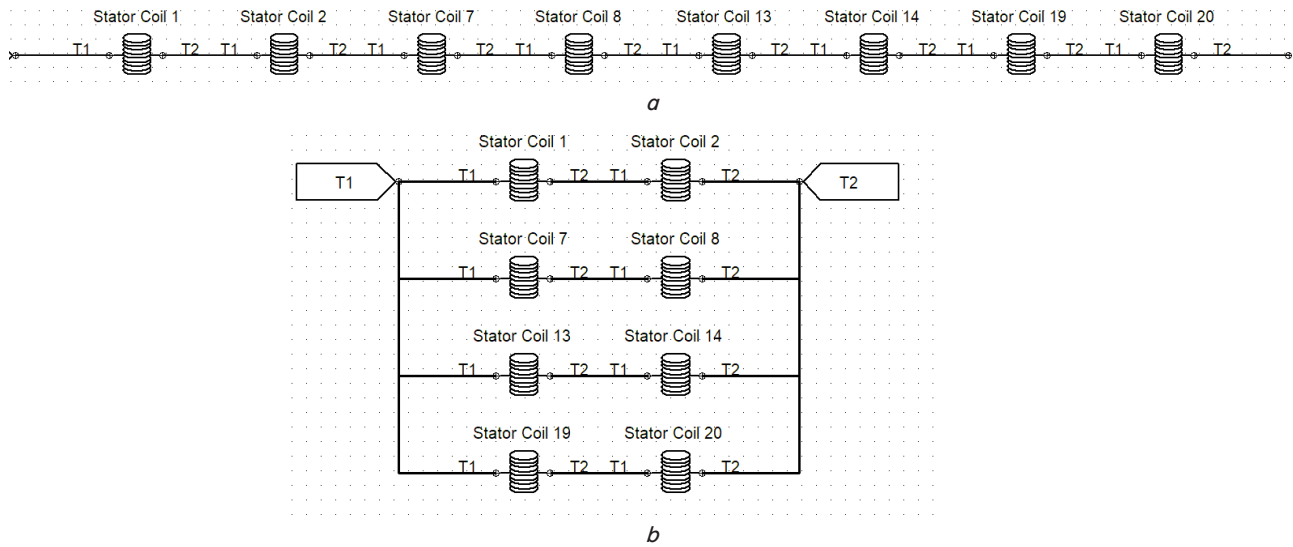 Stator Coil 1 Stator Coil 2 Stator Coil 7 Stator Coil 8 Stator Coil 13 Stator Coil 14 Stator Coil 19 Stator Coil 20
T1 T2 T1 T2 T1 T2 T1 T2 T1 T2 T1 T2 T1 T2 T1 T2
a
Stator Coil 1 Stator Coil 2
T1 T1 T2 T1 T2 T2
Stator Coil 7 Stator Coil 8
T1 T2 T1 T2
Stator Coil 13 Stator Coil 14
T1 T2 T1 T2
Stator Coil 19 Stator Coil 20
T1 T2 T1 T2
b